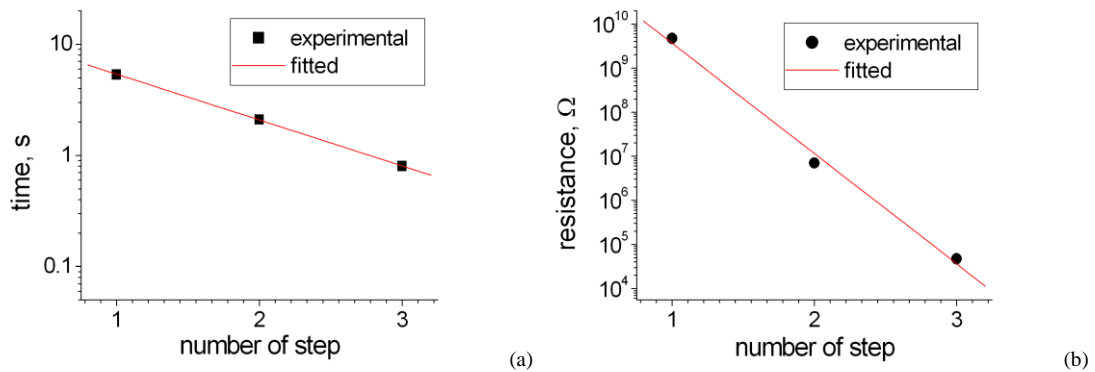 10
1
0.1
time, s
experimental
fitted
1 2 3
number of step
(a)
10^10
10^9
10^8
10^7
10^6
10^5
10^4
resistance, Ω
experimental
fitted
1 2 3
number of step
(b)